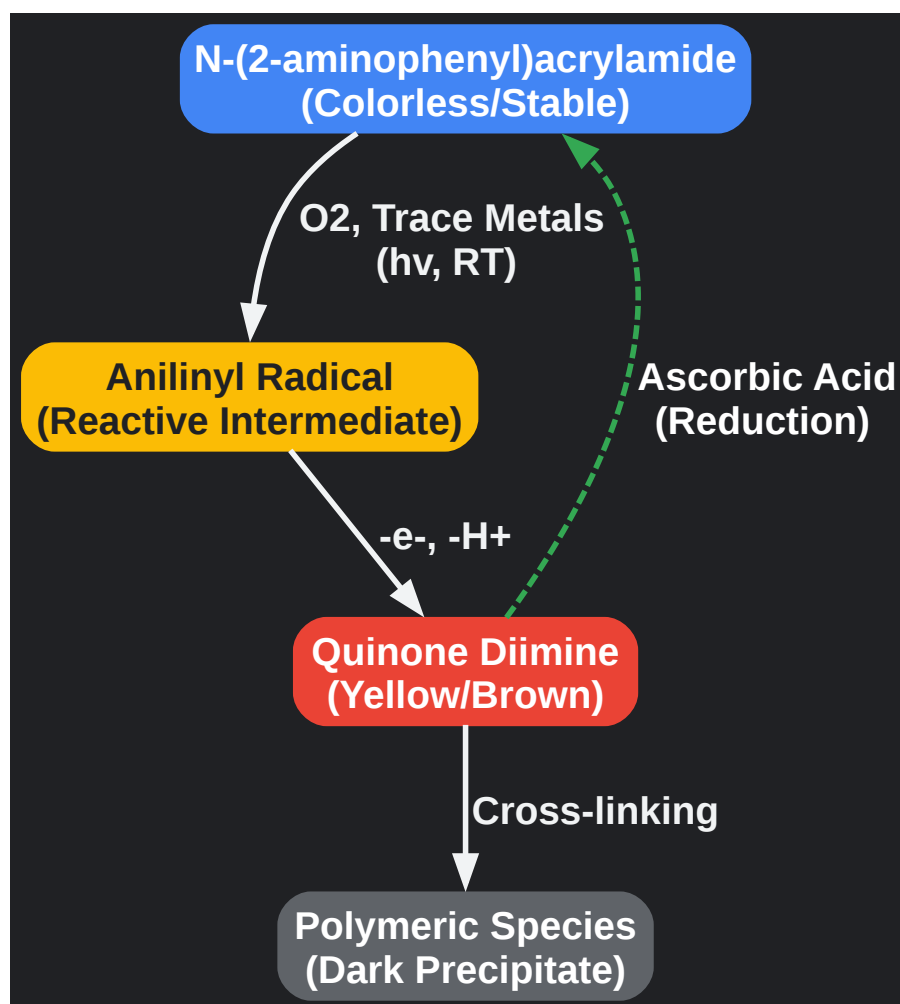 N-(2-aminophenyl)acrylamide
(Colorless/Stable)
O2, Trace Metals
(hv, RT)
Anilinyl Radical
(Reactive Intermediate)
Ascorbic Acid
(Reduction)
-e-, -H+
Quinone Diimine
(Yellow/Brown)
Cross-linking
Polymeric Species
(Dark Precipitate)